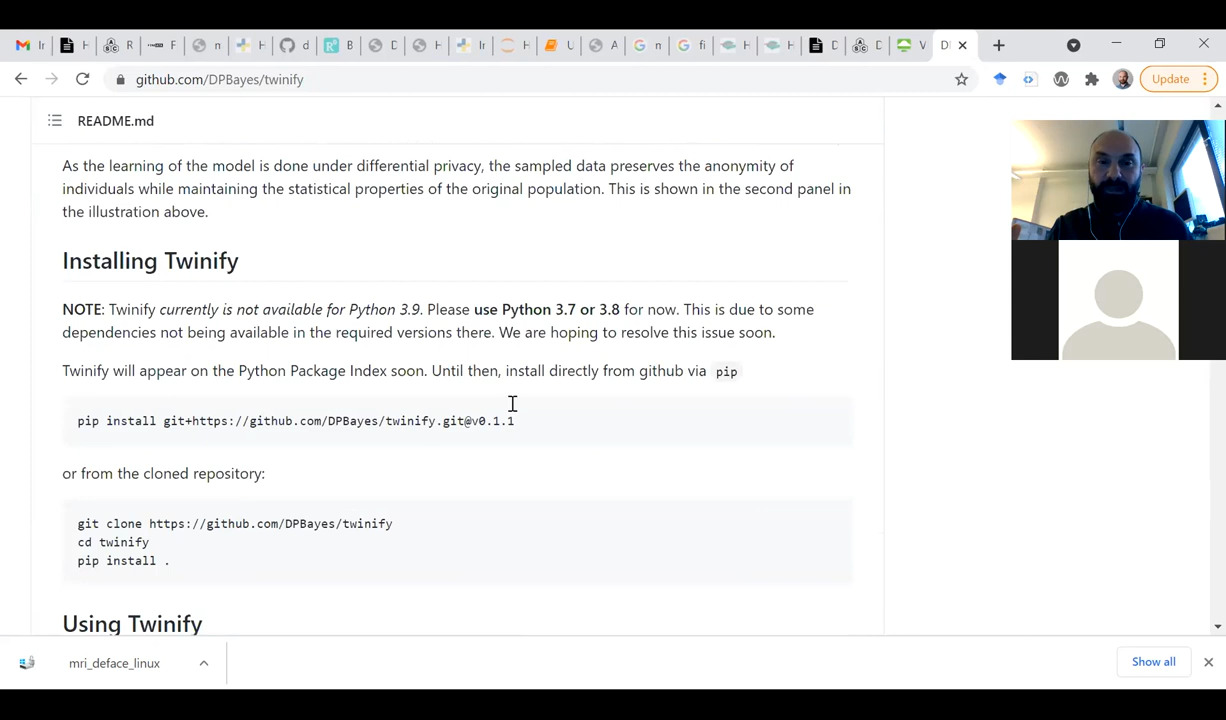 Ir
H
R
F
n
H
d
B
D
H
Ir
H
U
A
n
fi
H
H
D
D
V
D
github.com/DPBayes/twinify
Update
README.md
As the learning of the model is done under differential privacy, the sampled data preserves the anonymity of
individuals while maintaining the statistical properties of the original population. This is shown in the second panel in
the illustration above.
Installing Twinify
NOTE: Twinify currently is not available for Python 3.9. Please use Python 3.7 or 3.8 for now. This is due to some
dependencies not being available in the required versions there. We are hoping to resolve this issue soon.
Twinify will appear on the Python Package Index soon. Until then, install directly from github via pip
pip install git+https://github.com/DPBayes/twinify.git@v0.1.1
or from the cloned repository:
git clone https://github.com/DPBayes/twinify
cd twinify
pip install .
Using Twinify
mri_deface_linux
Show all